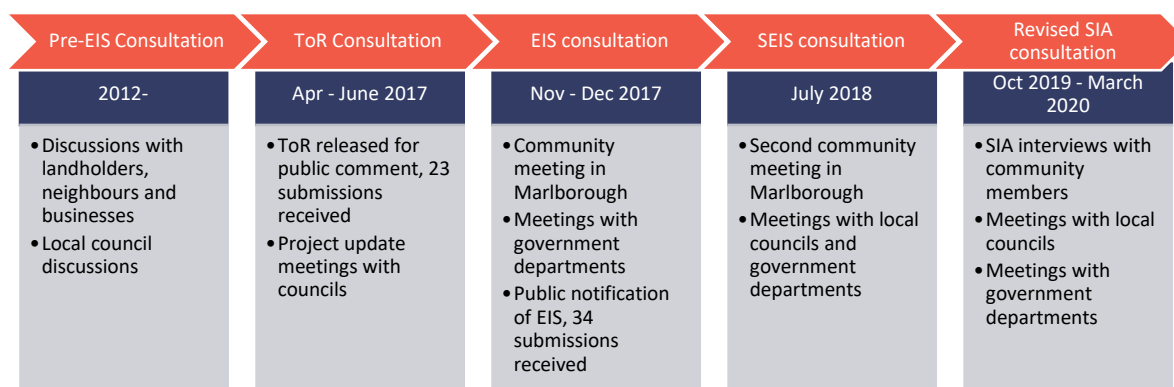 Pre-EIS Consultation
2012-
•Discussions with
landholders,
neighbours and
businesses
•Local council
discussions
ToR Consultation
Apr - June 2017
•ToR released for
public comment, 23
submissions
received
•Project update
meetings with
councils
EIS consultation
Nov - Dec 2017
•Community
meeting in
Marlborough
•Meetings with
government
departments
•Public notification
of EIS, 34
submissions
received
SEIS consultation
July 2018
•Second community
meeting in
Marlborough
•Meetings with local
councils and
government
departments
Revised SIA
consultation
Oct 2019 - March
2020
•SIA interviews with
community
members
•Meetings with local
councils
•Meetings with
government
departments